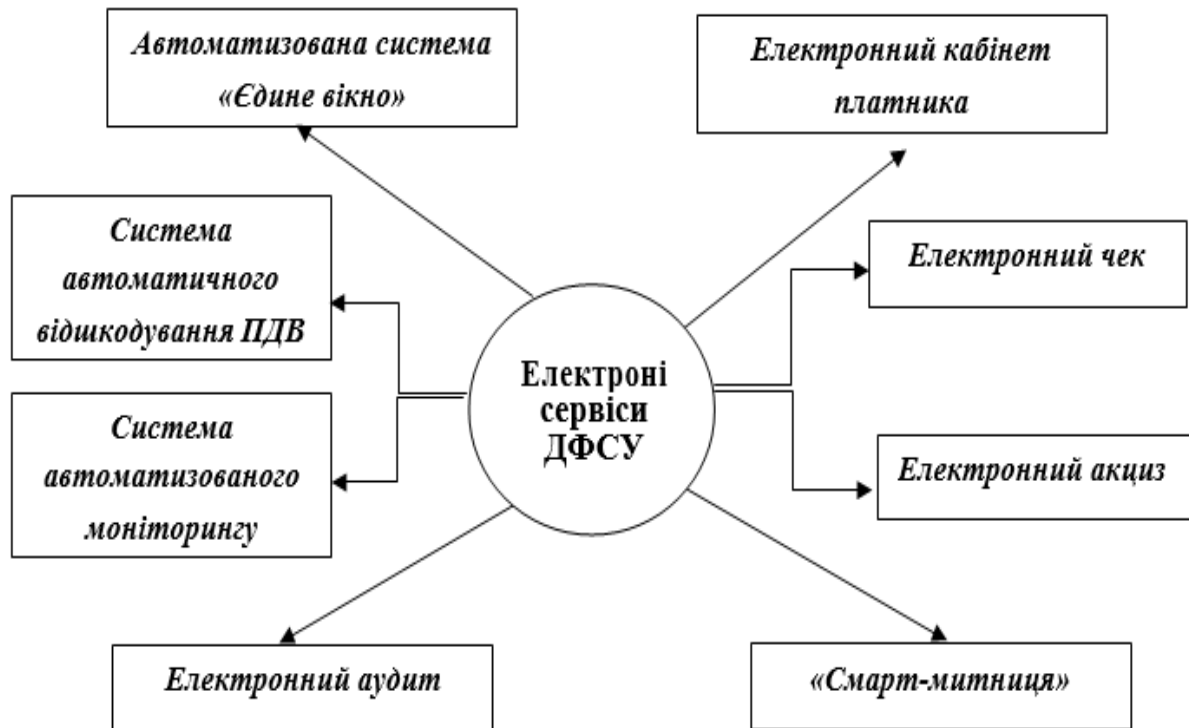 Автоматизована система
«Єдине вікно»
Електронний кабінет
платника
Система
автоматичного
відшкодування ПДВ
Електронний чек
Електроні
сервіси
ДФСУ
Система
автоматизованого
моніторингу
Електронний акциз
Електронний аудит
«Смарт-митниця»